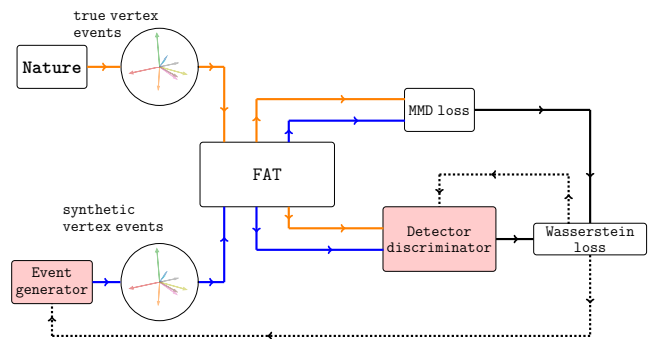 true vertex
events
Nature
MMD loss
FAT
synthetic
vertex events
Detector
discriminator
Wasserstein
loss
Event
generator